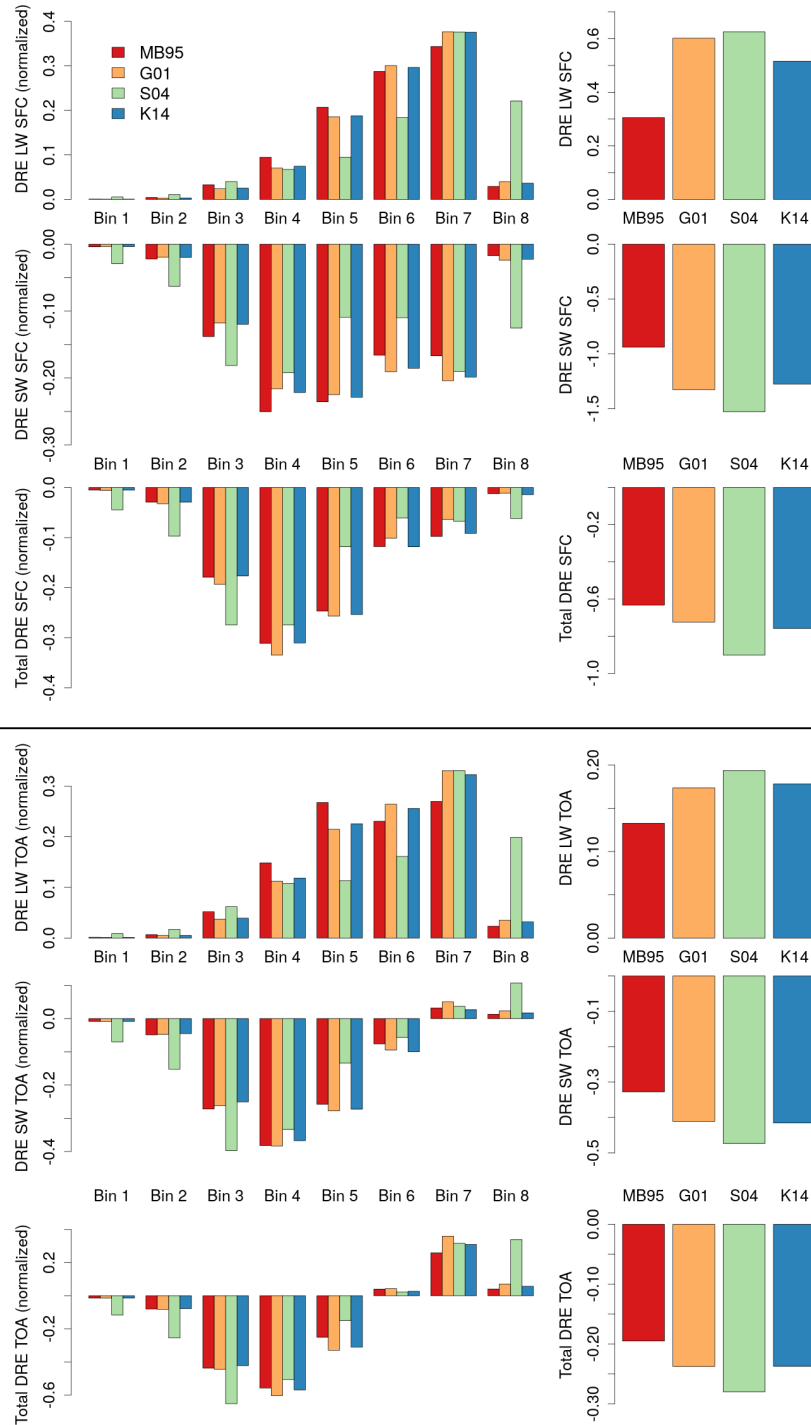 DRE LW SFC (normalized)
0.0 0.1 0.2 0.3 0.4
MB95
G01
S04
K14
DRE LW SFC
0.0 0.2 0.4 0.6
Bin 1 Bin 2 Bin 3 Bin 4 Bin 5 Bin 6 Bin 7 Bin 8
MB95 G01 S04 K14
DRE SW SFC (normalized)
-0.30 -0.20 -0.10 0.00
DRE SW SFC
-1.5 -1.0 -0.5 0.0
Bin 1 Bin 2 Bin 3 Bin 4 Bin 5 Bin 6 Bin 7 Bin 8
MB95 G01 S04 K14
Total DRE SFC (normalized)
-0.4 -0.3 -0.2 -0.1 0.0
Total DRE SFC
-1.0 -0.6 -0.2
DRE LW TOA (normalized)
0.0 0.1 0.2 0.3
DRE LW TOA
0.00 0.10 0.20
Bin 1 Bin 2 Bin 3 Bin 4 Bin 5 Bin 6 Bin 7 Bin 8
MB95 G01 S04 K14
DRE SW TOA (normalized)
-0.4 -0.2 0.0
DRE SW TOA
-0.5 -0.3 -0.1
Bin 1 Bin 2 Bin 3 Bin 4 Bin 5 Bin 6 Bin 7 Bin 8
MB95 G01 S04 K14
Total DRE TOA (normalized)
-0.6 -0.2 0.2
Total DRE TOA
-0.30 -0.20 -0.10 0.00